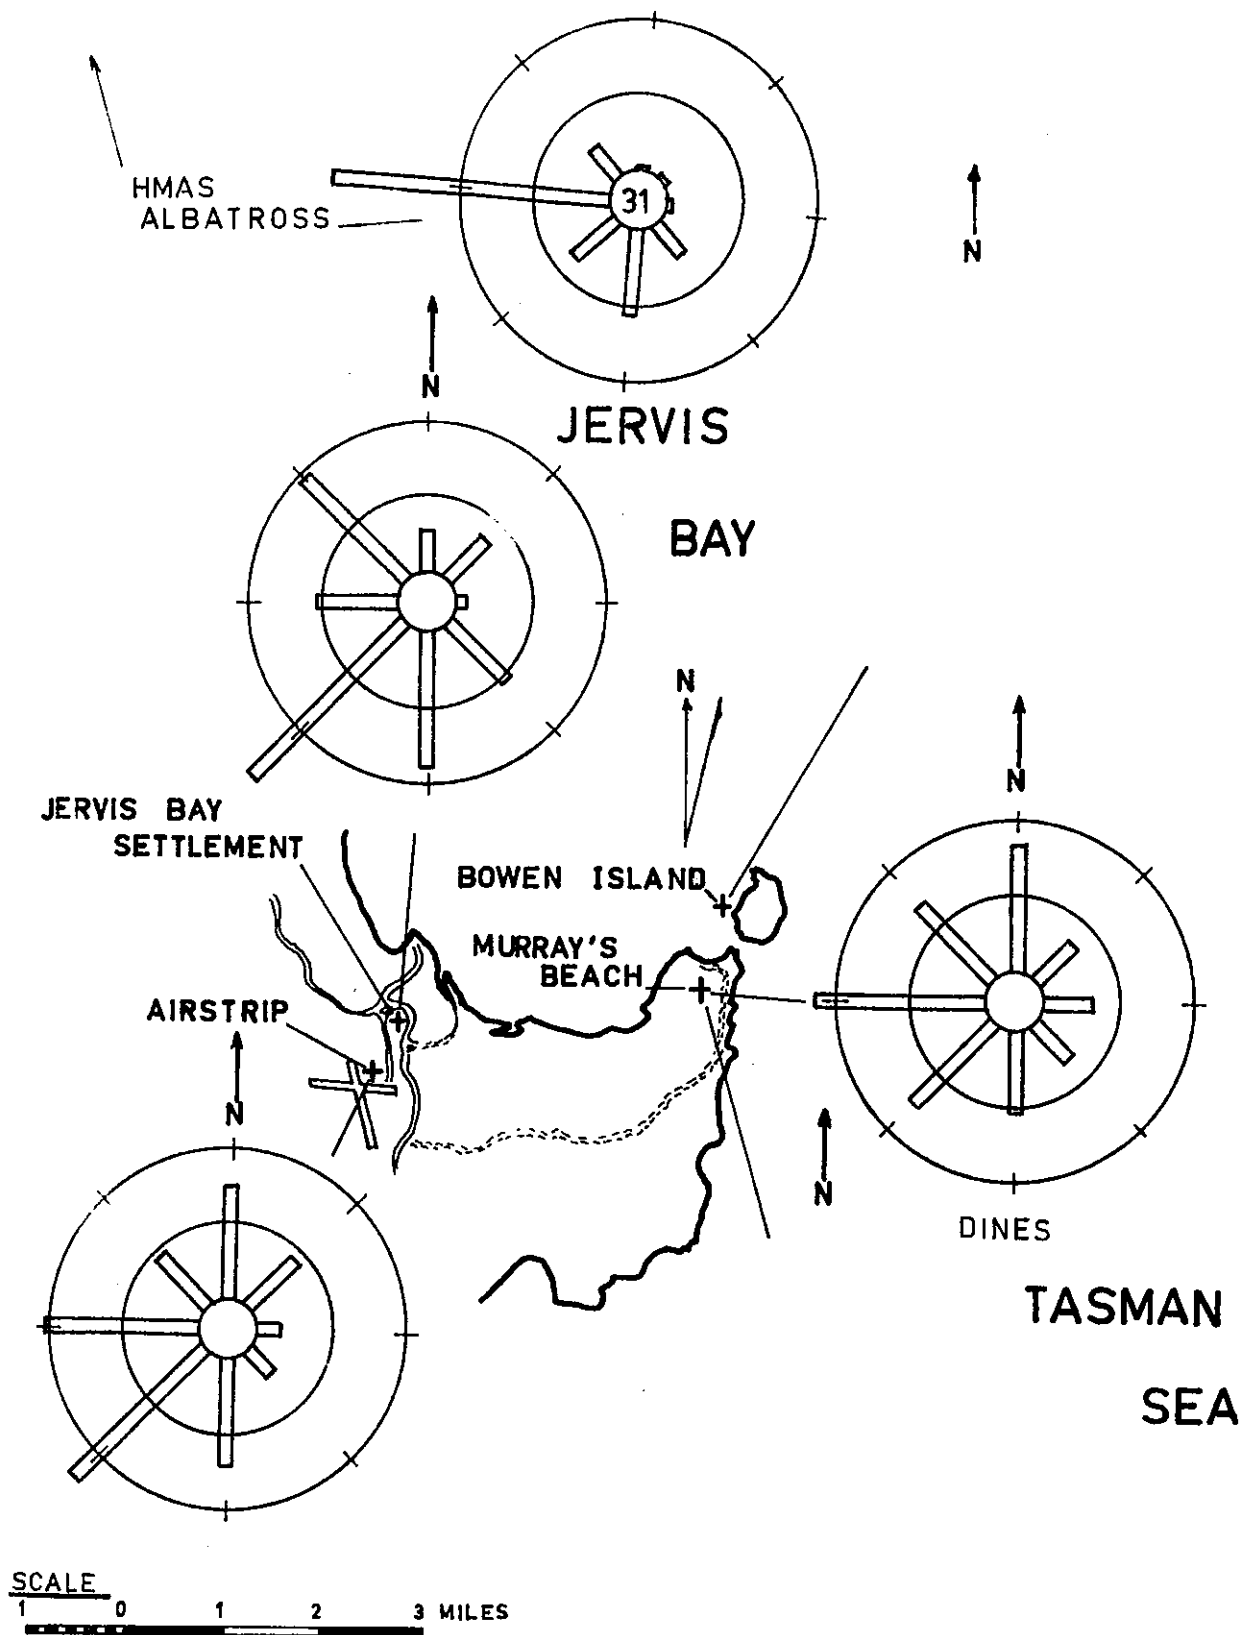 HMAS
ALBATROSS
31
N
N
JERVIS
BAY
N
N
JERVIS BAY
SETTLEMENT
BOWEN ISLAND
MURRAY'S
BEACH
AIRSTRIP
N
N
DINES
TASMAN
SEA
SCALE
1 0 1 2 3 MILES